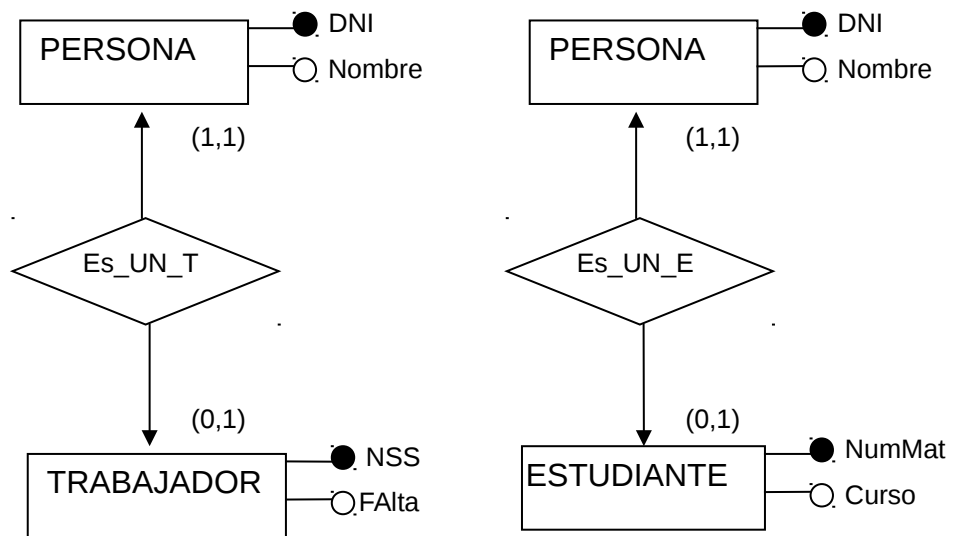 PERSONA
DNI
Nombre
(1,1)
Es_UN_T
(0,1)
TRABAJADOR
NSS
FAlta
PERSONA
DNI
Nombre
(1,1)
Es_UN_E
(0,1)
ESTUDIANTE
NumMat
Curso